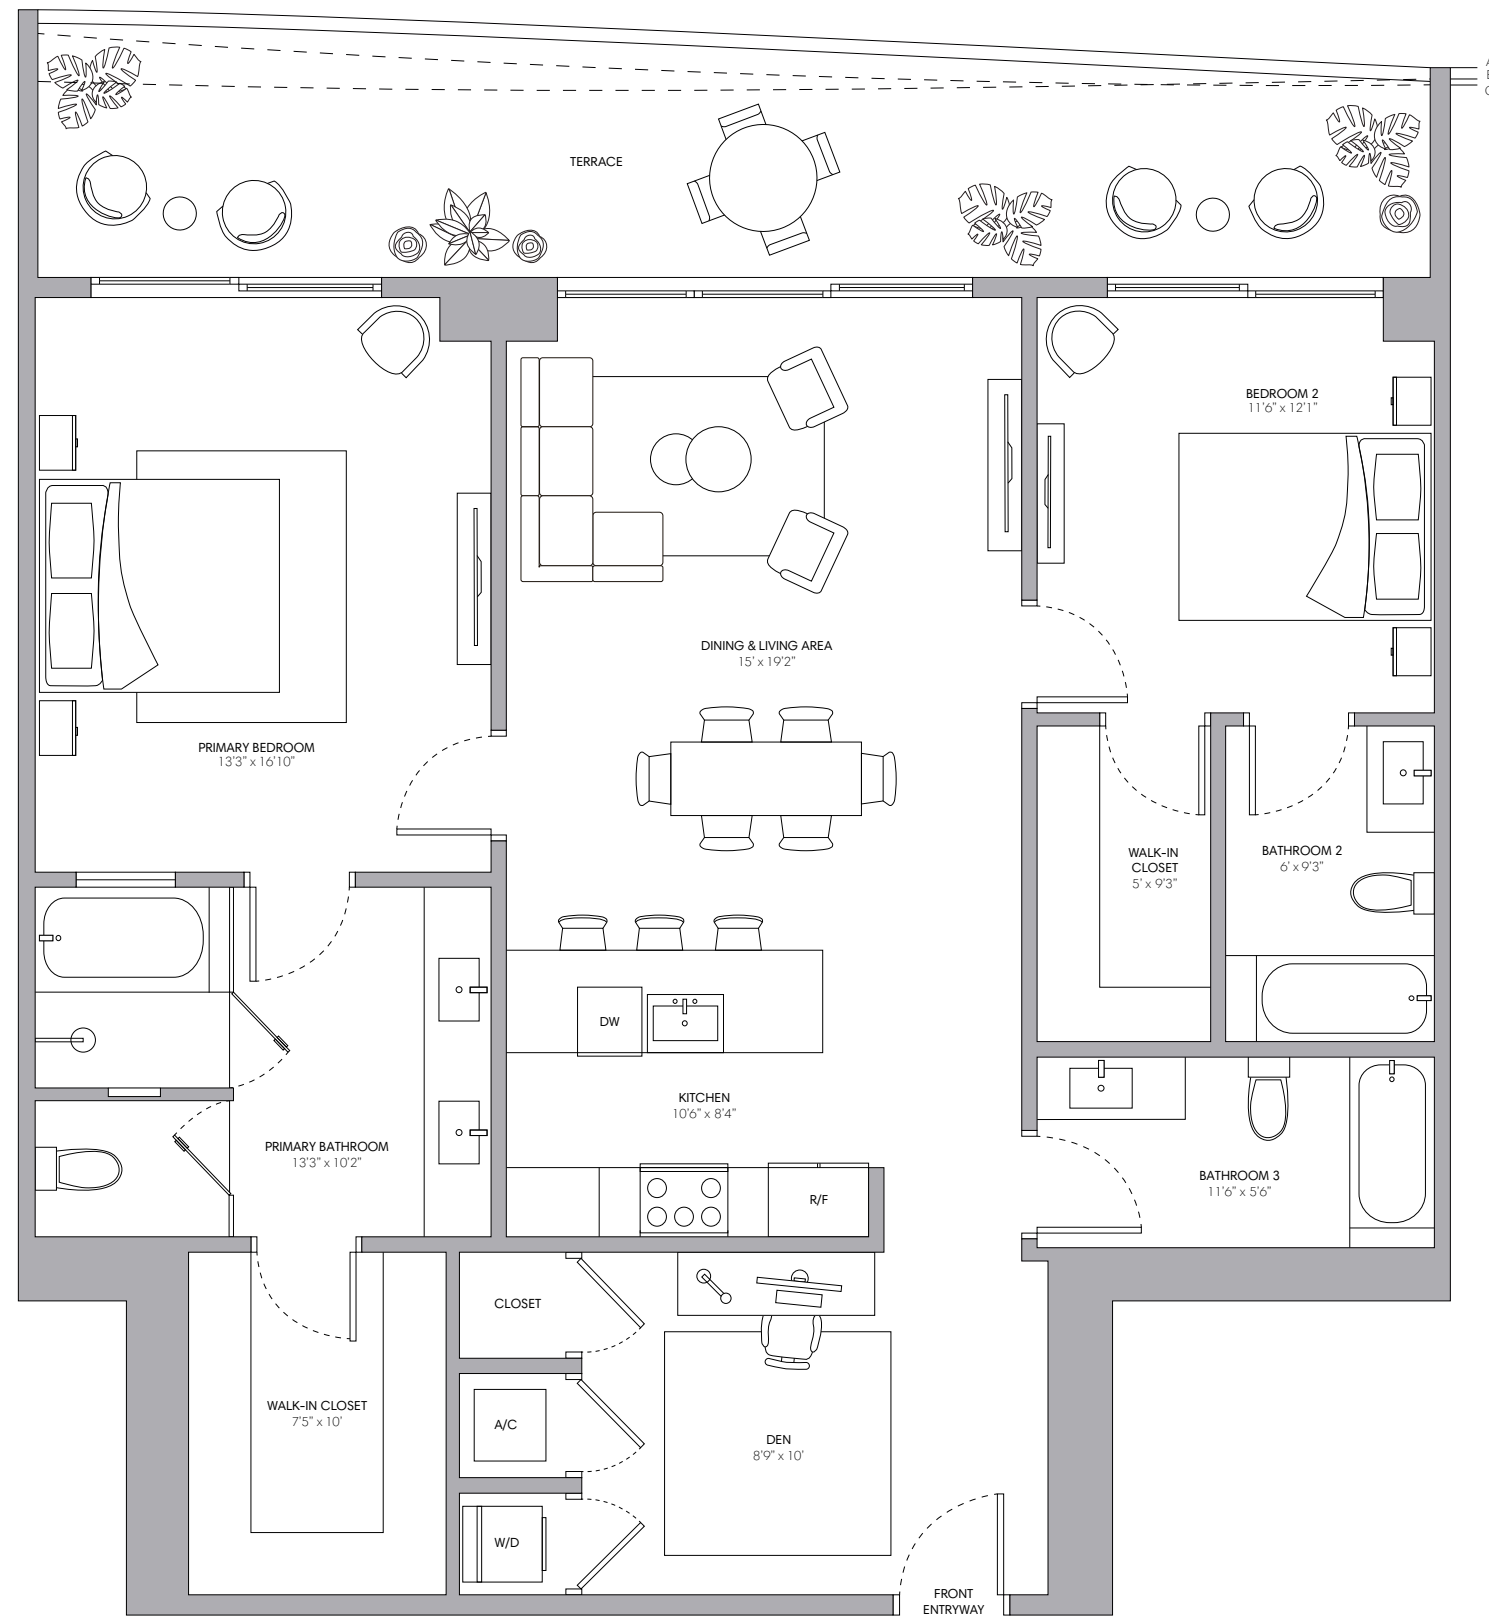 A
TERRACE
BEDROOM 2
11'6" x 12'1"
DINING & LIVING AREA
15' x 19'2"
PRIMARY BEDROOM
13'3" x 16'10"
WALK-IN
CLOSET
5' x 9'3"
BATHROOM 2
6' x 9'3"
DW
KITCHEN
10'6" x 8'4"
PRIMARY BATHROOM
13'3" x 10'2"
R/F
BATHROOM 3
11'6" x 5'6"
CLOSET
WALK-IN CLOSET
7'5" x 10'
A/C
DEN
8'9" x 10'
W/D
FRONT
ENTRYWAY